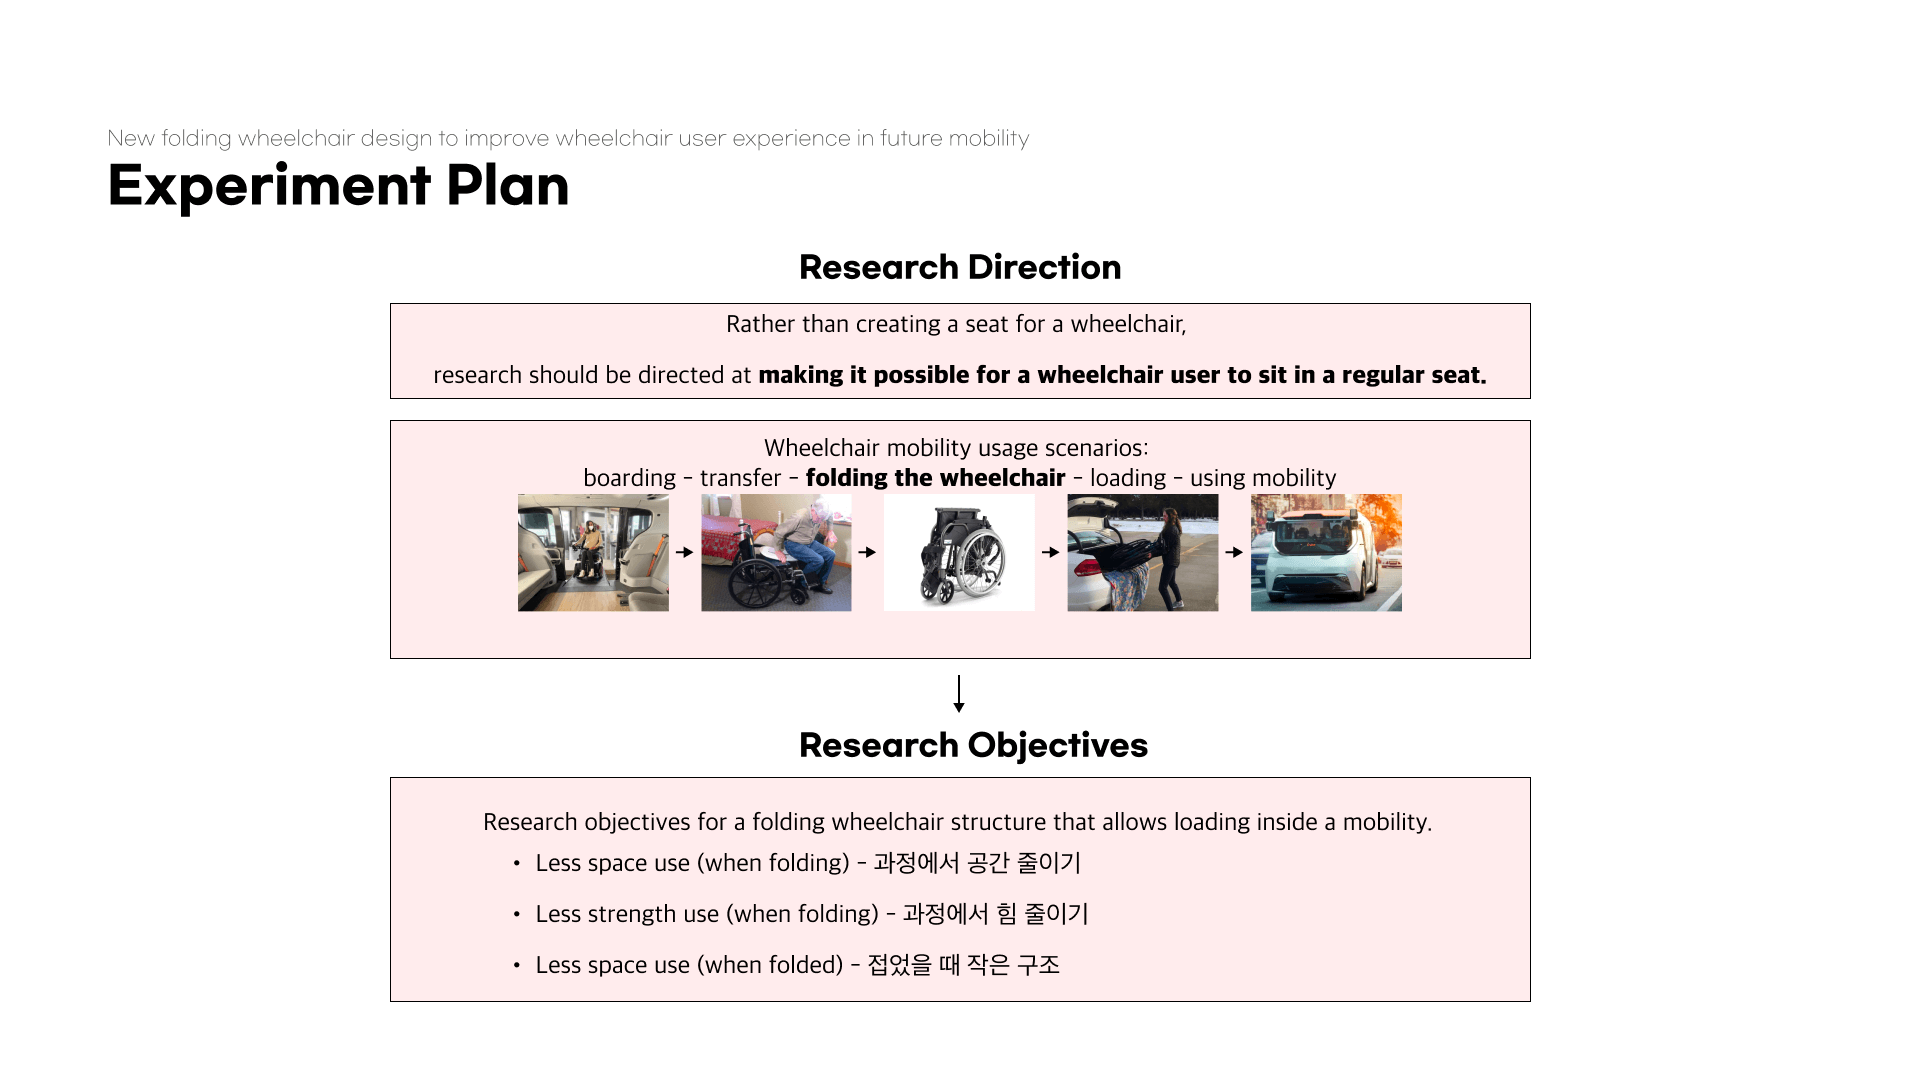 New folding wheelchair design to improve wheelchair user experience in future mobility
Experiment Plan
Research Direction
Rather than creating a seat for a wheelchair,
research should be directed at making it possible for a wheelchair user to sit in a regular seat.
Wheelchair mobility usage scenarios:
boarding - transfer - folding the wheelchair - loading - using mobility
Research Objectives
Research objectives for a folding wheelchair structure that allows loading inside a mobility.
• Less space use (when folding) - 과정에서 공간 줄이기
• Less strength use (when folding) - 과정에서 힘 줄이기
• Less space use (when folded) - 접었을 때 작은 구조